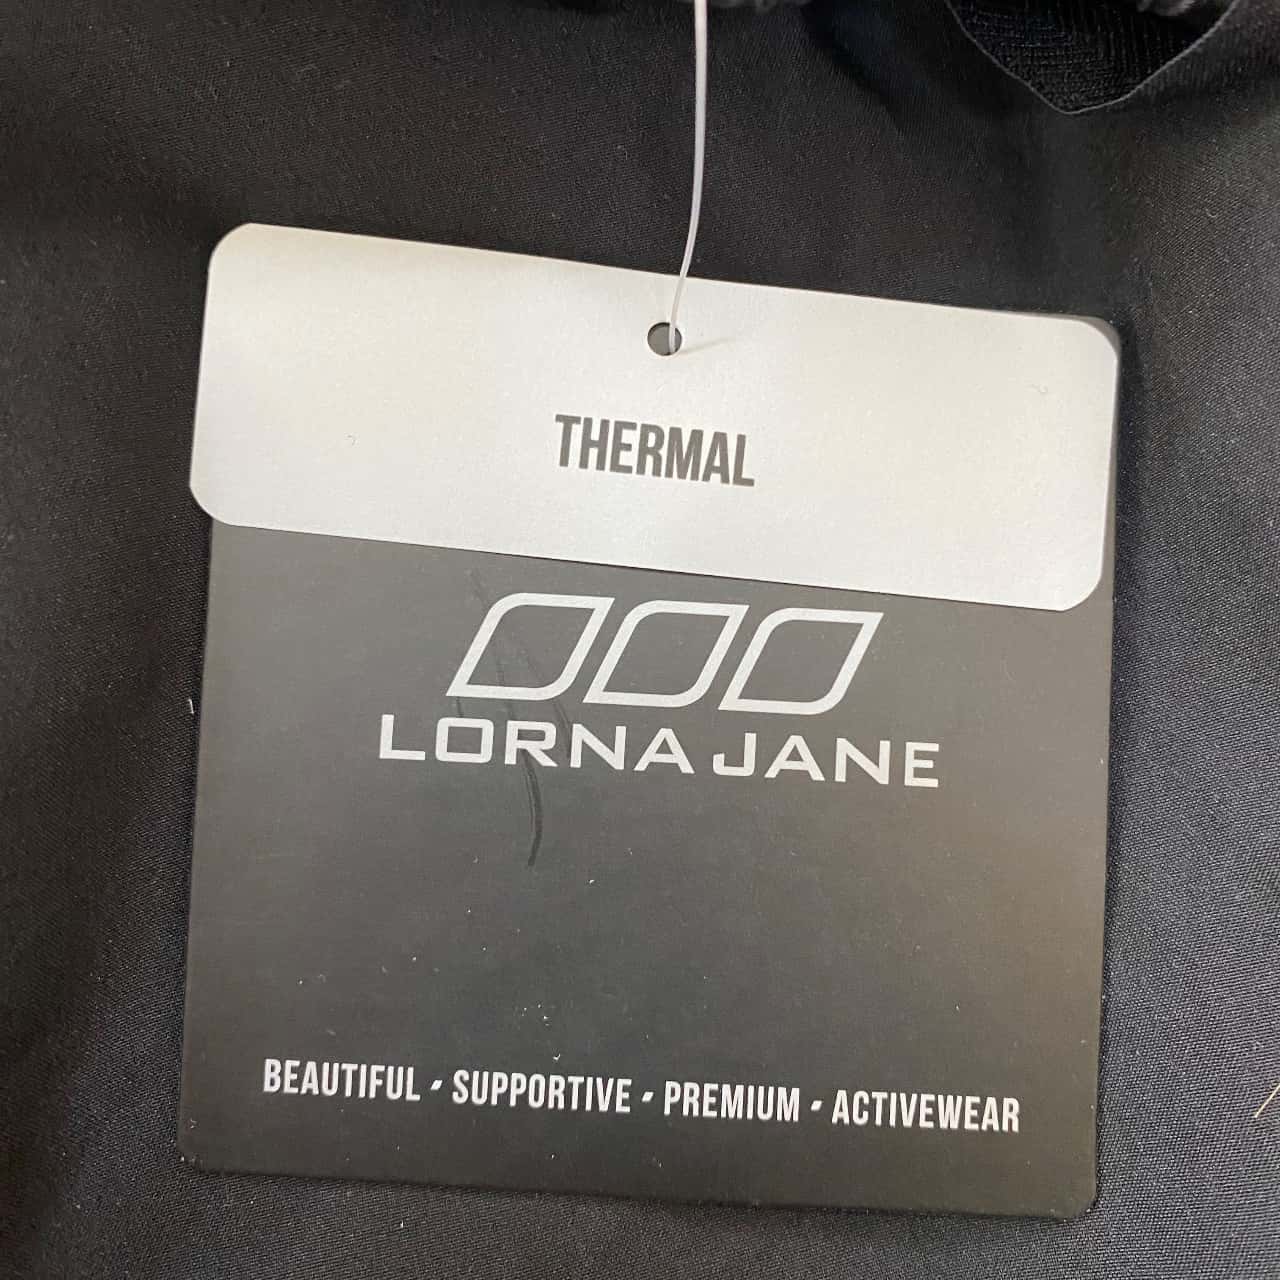 THERMAL
LORNA JANE
BEAUTIFUL - SUPPORTIVE - PREMIUM - ACTIVEWEAR